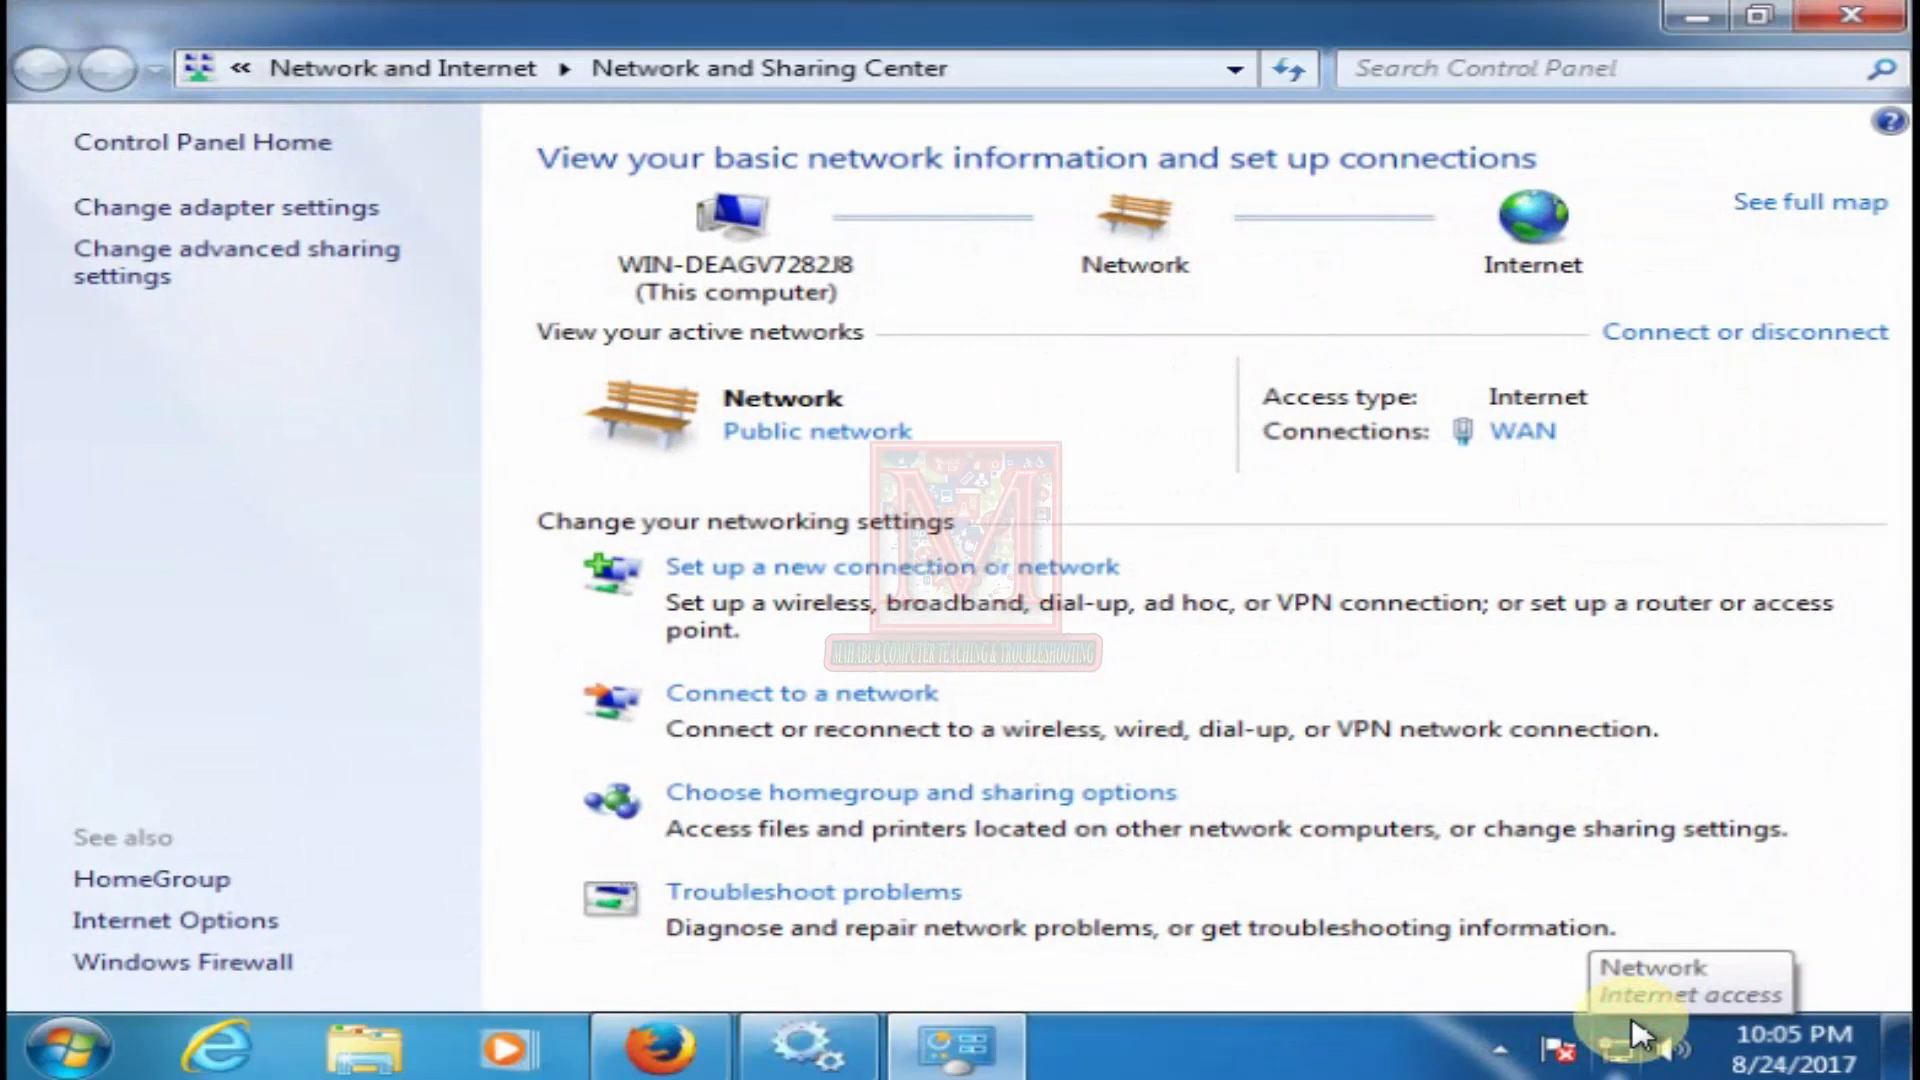 « Network and Internet ▸ Network and Sharing Center
Search Control Panel
Control Panel Home
Change adapter settings
Change advanced sharing
settings
See also
HomeGroup
Internet Options
Windows Firewall
View your basic network information and set up connections
See full map
WIN-DEAGV7282J8
(This computer)
Network
Internet
View your active networks
Connect or disconnect
Network
Public network
Access type: Internet
Connections: WAN
Change your networking settings
Set up a new connection or network
Set up a wireless, broadband, dial-up, ad hoc, or VPN connection; or set up a router or access
point.
M
MAHABUB COMPUTER TEACHING & TROUBLESHOOTING
Connect to a network
Connect or reconnect to a wireless, wired, dial-up, or VPN network connection.
Choose homegroup and sharing options
Access files and printers located on other network computers, or change sharing settings.
Troubleshoot problems
Diagnose and repair network problems, or get troubleshooting information.
Network
Internet access
10:05 PM
8/24/2017